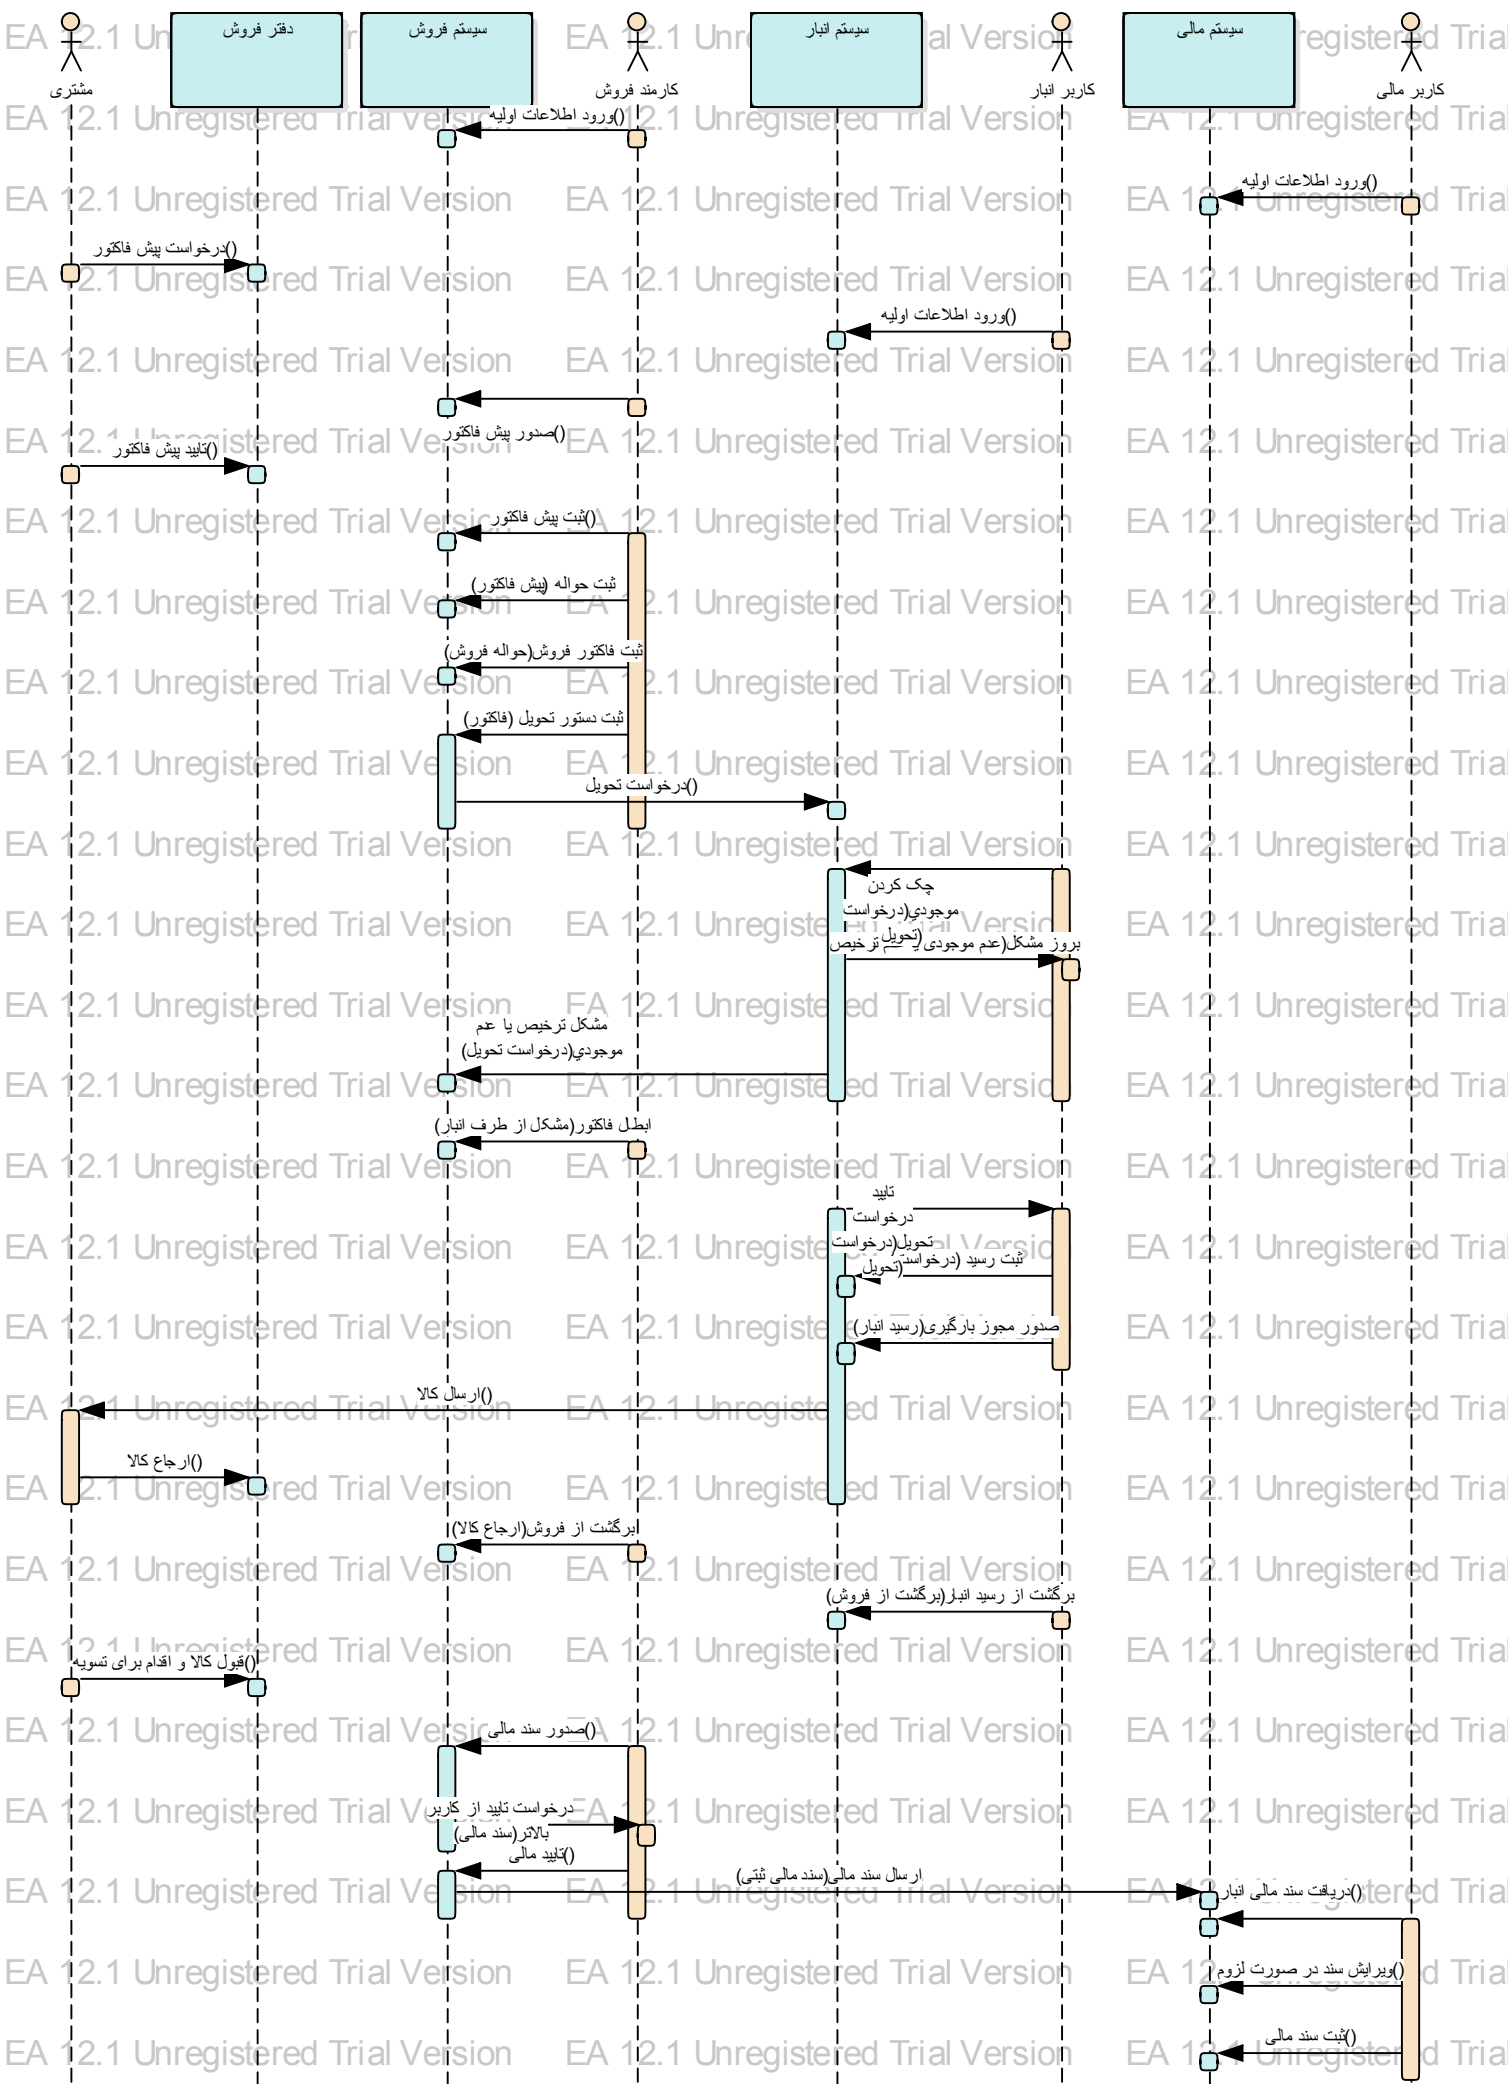 دفتر فروش
سیستم فروش
سیستم انبار
سیستم مالی
مشتری
کارمند فروش
کاربر انبار
کاربر مالی
ورود اطلاعات اولیه()
ورود اطلاعات اولیه()
درخواست پیش فاکتور()
ورود اطلاعات اولیه()
صدور پیش فاکتور()
تایید پیش فاکتور()
ثبت پیش فاکتور()
ثبت حواله (پیش فاکتور)
ثبت فاکتور فروش(حواله فروش)
ثبت دستور تحویل (فاکتور)
درخواست تحویل()
چک کردن
موجودي(درخواست
تحویل)
بروز مشکل(عدم موجودی یا عدم ترخیص
مشکل ترخیص یا عدم
موجودي(درخواست تحویل)
ابطل فاکتور(مشکل از طرف انبار)
تایید
درخواست
تحویل(درخواست
تحویل)
ثبت رسید (درخواست
صدور مجوز بارگیری(رسید انبار)
ارسال کالا()
ارجاع کالا()
برگشت از فروش(ارجاع کالا)
برگشت از رسید انبار(برگشت از فروش)
قبول کالا و اقدام برای تسویه()
صدور سند مالی()
درخواست تایید از کاربر
بالاتر(سند مالی)
تایید مالی()
ارسال سند مالی(سند مالی ثبتی)
دریافت سند مالی انبار()
ویرایش سند در صورت لزوم()
ثبت سند مالی()
EA 12.1 Unregistered Trial Version